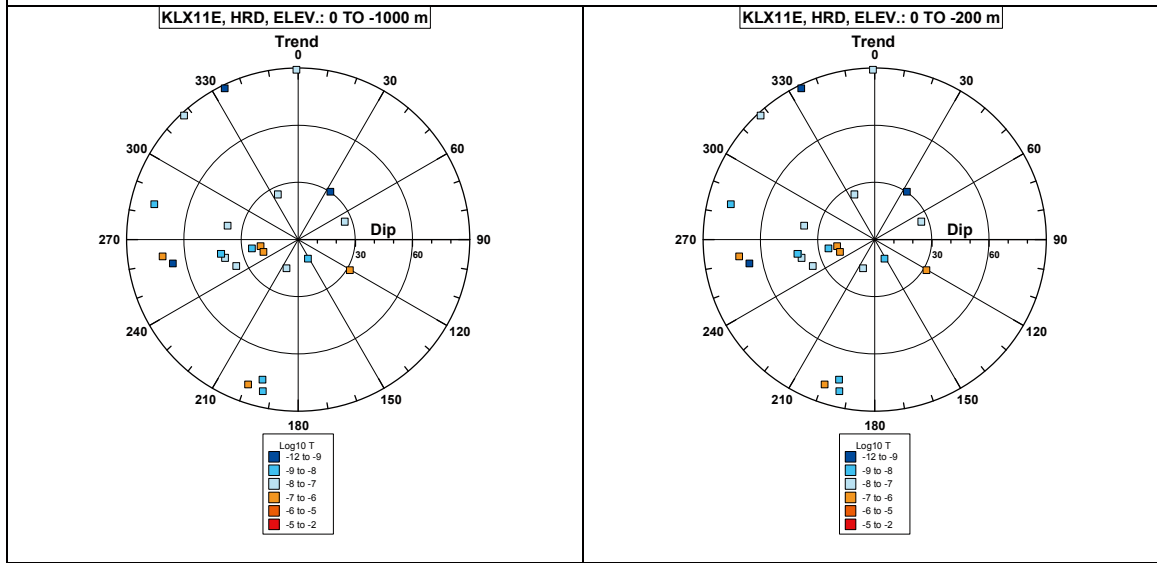 KLX11E, HRD, ELEV.: 0 TO -1000 m
Trend
0
330
30
300
60
Dip
270
30
60
90
240
120
210
150
180
Log10 T
-12 to -9
-9 to -8
-8 to -7
-7 to -6
-6 to -5
-5 to -2
KLX11E, HRD, ELEV.: 0 TO -200 m
Trend
0
330
30
300
60
Dip
270
30
60
90
240
120
210
150
180
Log10 T
-12 to -9
-9 to -8
-8 to -7
-7 to -6
-6 to -5
-5 to -2